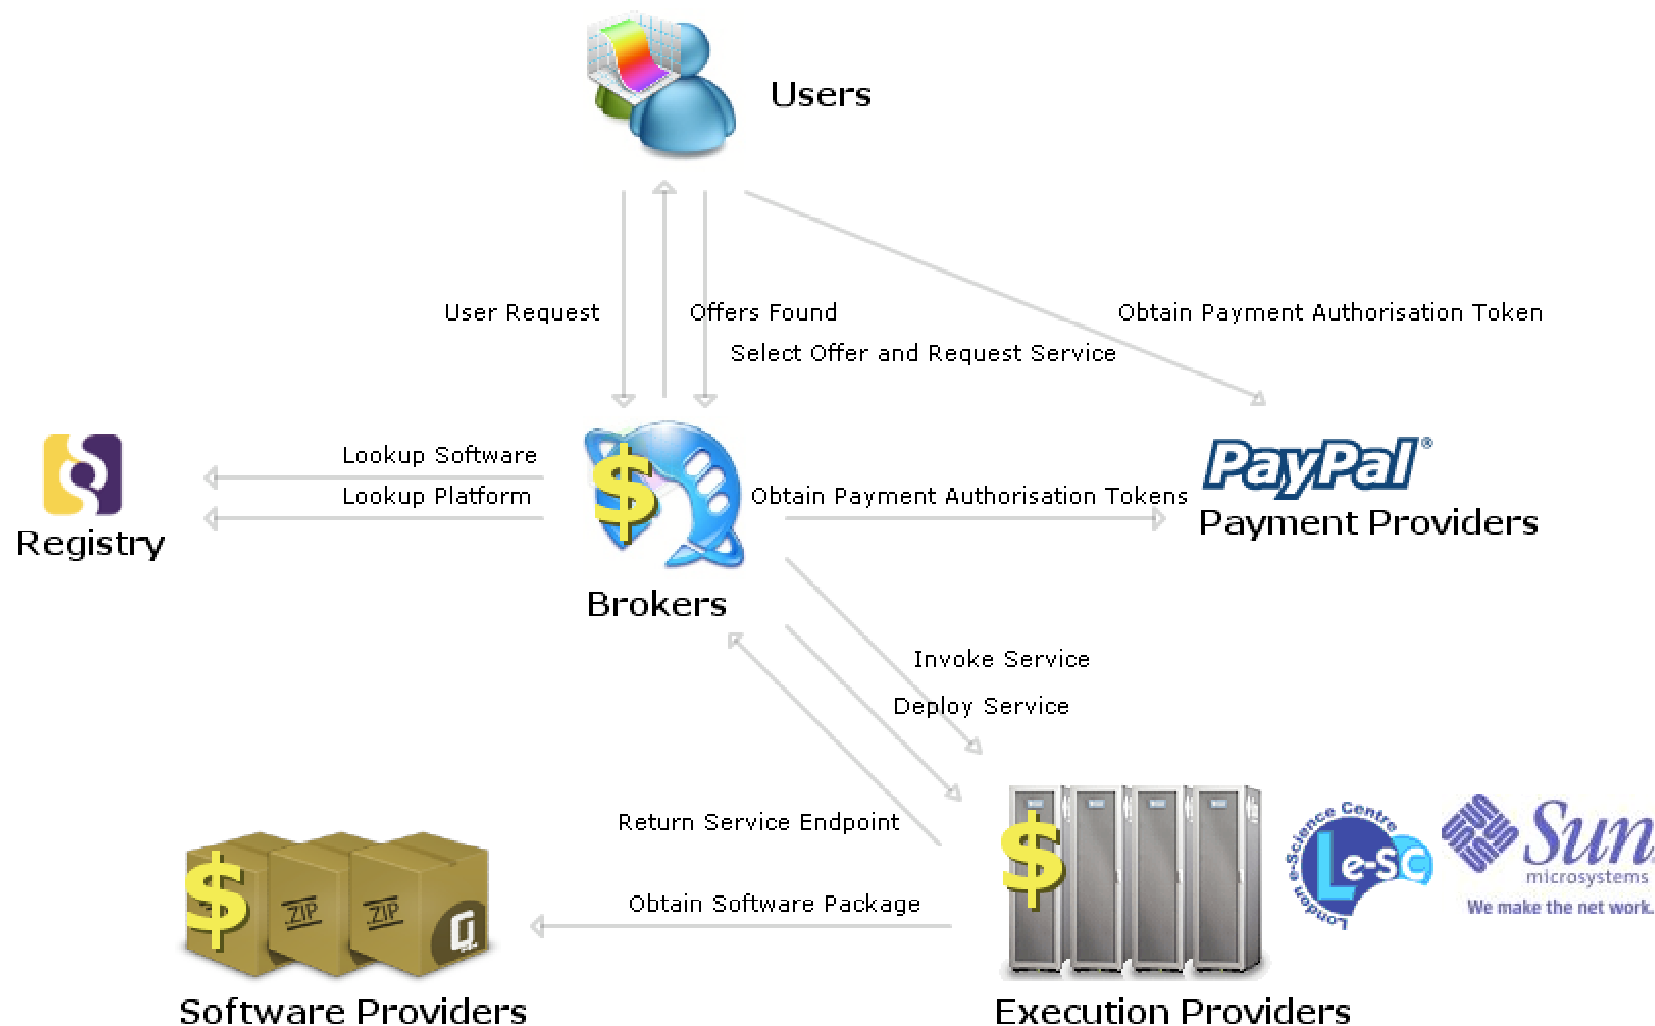 Users
User Request
Offers Found
Obtain Payment Authorisation Token
Select Offer and Request Service
Lookup Software
Lookup Platform
Registry
$
Brokers
Obtain Payment Authorisation Tokens
PayPal®
Payment Providers
Invoke Service
Deploy Service
Return Service Endpoint
Obtain Software Package
$
ZIP
ZIP
Software Providers
$
Execution Providers
London e-Science Centre
Le-SC
Sun
microsystems
We make the net work.